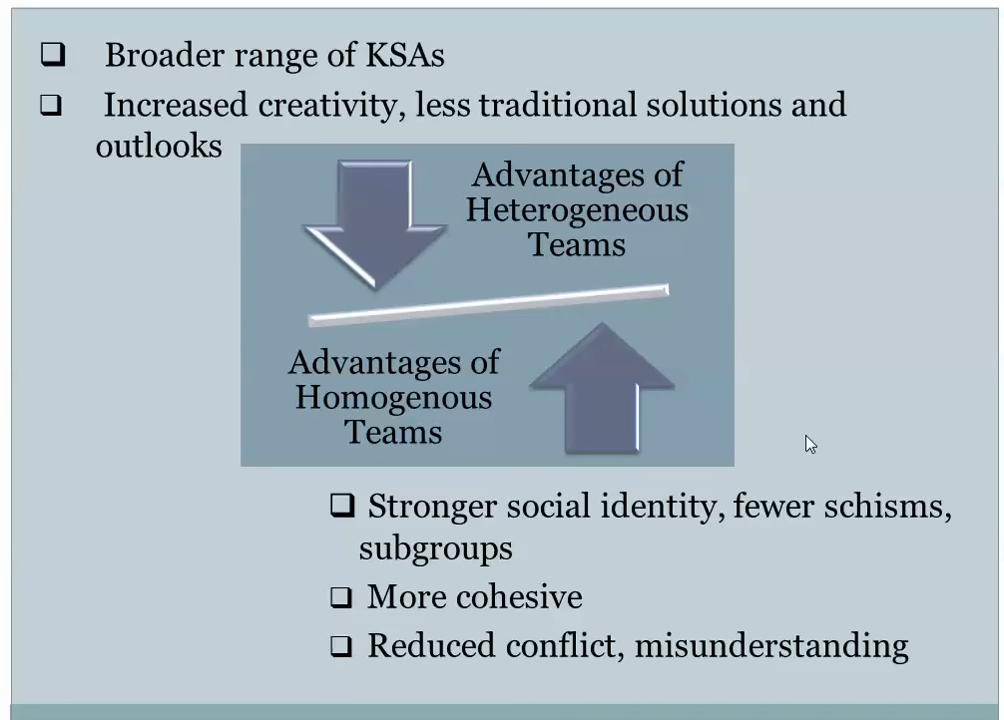 ❑ Broader range of KSAs
❑ Increased creativity, less traditional solutions and
outlooks
Advantages of
Heterogeneous
Teams
Advantages of
Homogenous
Teams
❑ Stronger social identity, fewer schisms,
subgroups
❑ More cohesive
❑ Reduced conflict, misunderstanding